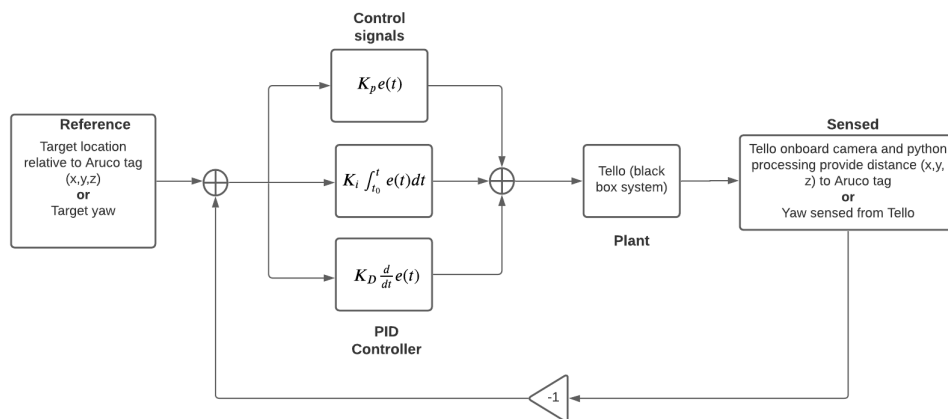 Control
signals
K_p e(t)
Reference
Target location
relative to Aruco tag
(x,y,z)
or
Target yaw
K_i ∫_{t_0}^{t} e(t)dt
Tello (black
box system)
Plant
Sensed
Tello onboard camera and python
processing provide distance (x,y,
z) to Aruco tag
or
Yaw sensed from Tello
K_D \frac{d}{dt} e(t)
PID
Controller
-1